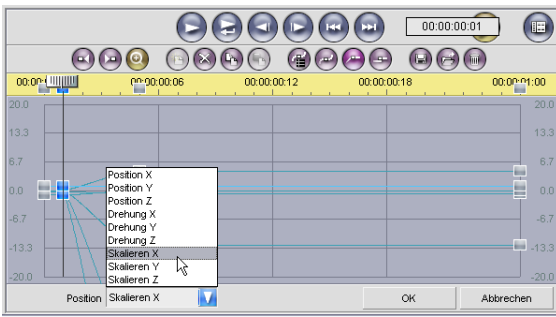 00:00:00:01
00:00: 00:00:00:06 00:00:00:12 00:00:00:18 00:00:01:00
20.0 20.0
13.3 13.3
6.7 6.7
0.0 0.0
-6.7 -6.7
-13.3 -13.3
-20.0 -20.0
Position X
Position Y
Position Z
Drehung X
Drehung Y
Drehung Z
Skalieren X
Skalieren Y
Skalieren Z
Position Skalieren X OK Abbrechen